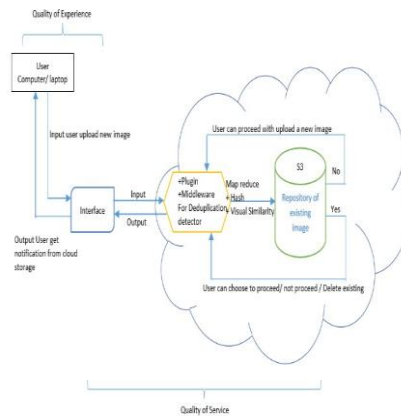 Quality of Experience
User
Computer/ laptop
Input user upload new image
User can proceed with upload a new image
Interface
Input
Output
+Plugin
+Middleware
For Deduplication
detector
Map reduce
+ Hush
+ Visual Similarity
S3
Repository of
existing
image
No
Yes
Output User get
notification from cloud
storage
User can choose to proceed/ not proceed / Delete existing
Quality of Service